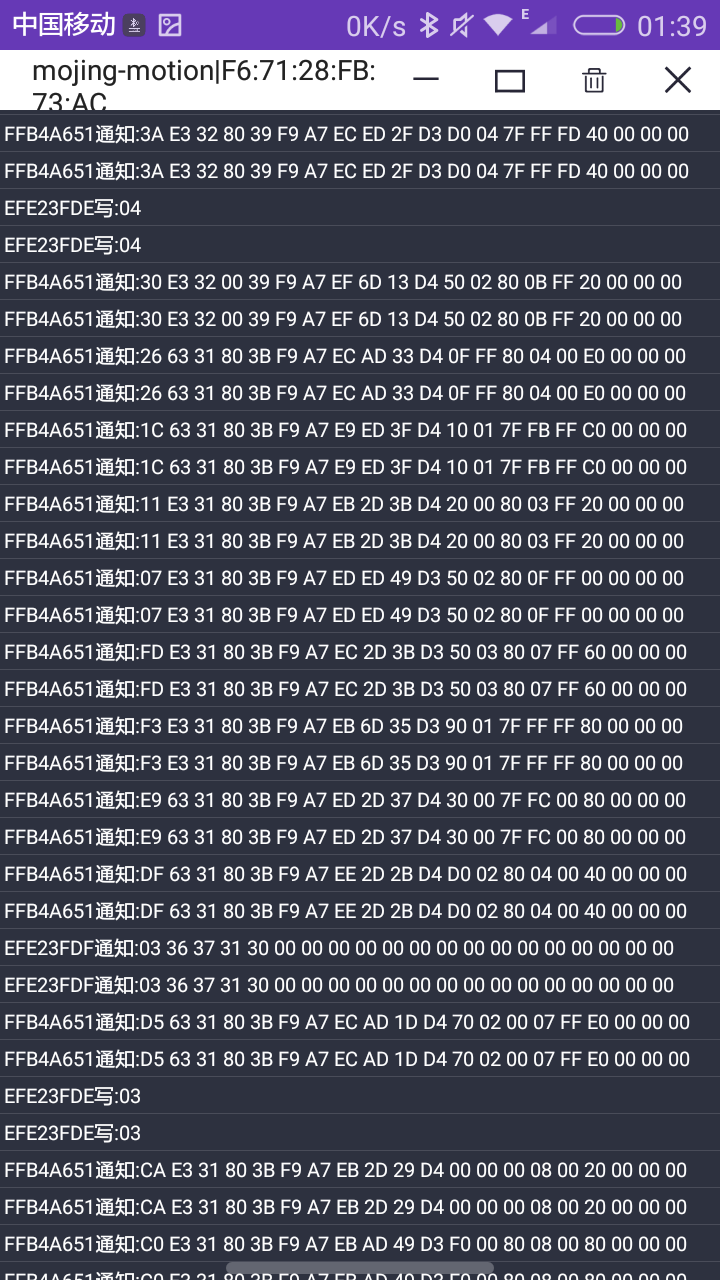 中国移动 0K/s E 01:39
mojing-motion|F6:71:28:FB:
73:AC
FFB4A651通知:3A E3 32 80 39 F9 A7 EC ED 2F D3 D0 04 7F FF FD 40 00 00 00
FFB4A651通知:3A E3 32 80 39 F9 A7 EC ED 2F D3 D0 04 7F FF FD 40 00 00 00
EFE23FDE写:04
EFE23FDE写:04
FFB4A651通知:30 E3 32 00 39 F9 A7 EF 6D 13 D4 50 02 80 0B FF 20 00 00 00
FFB4A651通知:30 E3 32 00 39 F9 A7 EF 6D 13 D4 50 02 80 0B FF 20 00 00 00
FFB4A651通知:26 63 31 80 3B F9 A7 EC AD 33 D4 0F FF 80 04 00 E0 00 00 00
FFB4A651通知:26 63 31 80 3B F9 A7 EC AD 33 D4 0F FF 80 04 00 E0 00 00 00
FFB4A651通知:1C 63 31 80 3B F9 A7 E9 ED 3F D4 10 01 7F FB FF C0 00 00 00
FFB4A651通知:1C 63 31 80 3B F9 A7 E9 ED 3F D4 10 01 7F FB FF C0 00 00 00
FFB4A651通知:11 E3 31 80 3B F9 A7 EB 2D 3B D4 20 00 80 03 FF 20 00 00 00
FFB4A651通知:11 E3 31 80 3B F9 A7 EB 2D 3B D4 20 00 80 03 FF 20 00 00 00
FFB4A651通知:07 E3 31 80 3B F9 A7 ED ED 49 D3 50 02 80 0F FF 00 00 00 00
FFB4A651通知:07 E3 31 80 3B F9 A7 ED ED 49 D3 50 02 80 0F FF 00 00 00 00
FFB4A651通知:FD E3 31 80 3B F9 A7 EC 2D 3B D3 50 03 80 07 FF 60 00 00 00
FFB4A651通知:FD E3 31 80 3B F9 A7 EC 2D 3B D3 50 03 80 07 FF 60 00 00 00
FFB4A651通知:F3 E3 31 80 3B F9 A7 EB 6D 35 D3 90 01 7F FF FF 80 00 00 00
FFB4A651通知:F3 E3 31 80 3B F9 A7 EB 6D 35 D3 90 01 7F FF FF 80 00 00 00
FFB4A651通知:E9 63 31 80 3B F9 A7 ED 2D 37 D4 30 00 7F FC 00 80 00 00 00
FFB4A651通知:E9 63 31 80 3B F9 A7 ED 2D 37 D4 30 00 7F FC 00 80 00 00 00
FFB4A651通知:DF 63 31 80 3B F9 A7 EE 2D 2B D4 D0 02 80 04 00 40 00 00 00
FFB4A651通知:DF 63 31 80 3B F9 A7 EE 2D 2B D4 D0 02 80 04 00 40 00 00 00
EFE23FDF通知:03 36 37 31 30 00 00 00 00 00 00 00 00 00 00 00 00 00 00 00
EFE23FDF通知:03 36 37 31 30 00 00 00 00 00 00 00 00 00 00 00 00 00 00 00
FFB4A651通知:D5 63 31 80 3B F9 A7 EC AD 1D D4 70 02 00 07 FF E0 00 00 00
FFB4A651通知:D5 63 31 80 3B F9 A7 EC AD 1D D4 70 02 00 07 FF E0 00 00 00
EFE23FDE写:03
EFE23FDE写:03
FFB4A651通知:CA E3 31 80 3B F9 A7 EB 2D 29 D4 00 00 00 08 00 20 00 00 00
FFB4A651通知:CA E3 31 80 3B F9 A7 EB 2D 29 D4 00 00 00 08 00 20 00 00 00
FFB4A651通知:C0 E3 31 80 3B F9 A7 EB AD 49 D3 F0 00 80 08 00 80 00 00 00